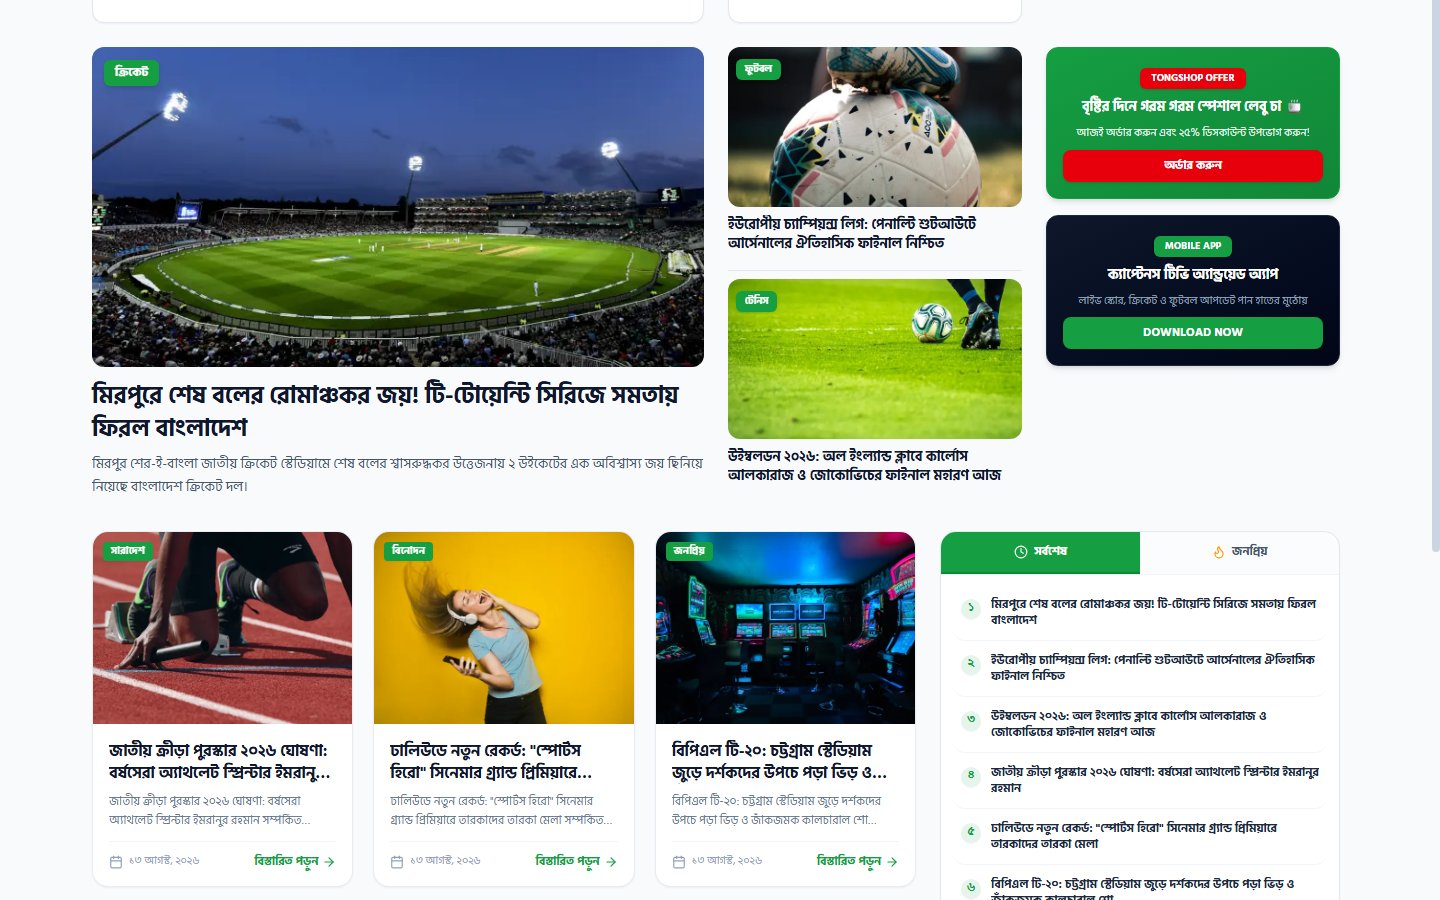 ক্রিকেট
মিরপুরে শেষ বলের রোমাঞ্চকর জয়! টি-টোয়েন্টি সিরিজে সমতায়
ফিরল বাংলাদেশ
মিরপুর শের-ই-বাংলা জাতীয় ক্রিকেট স্টেডিয়ামে শেষ বলের শ্বাসরুদ্ধকর উত্তেজনায় ২ উইকেটের এক অবিশ্বাস্য জয় ছিনিয়ে
নিয়েছে বাংলাদেশ ক্রিকেট দল।
ফুটবল
ইউরোপীয় চ্যাম্পিয়ন্স লিগ: পেনাল্টি শুটআউটে
আর্সেনালের ঐতিহাসিক ফাইনাল নিশ্চিত
টেনিস
উইম্বলডন ২০২৬: অল ইংল্যান্ড ক্লাবে কার্লোস
আলকারাজ ও জোকোভিচের ফাইনাল মহারণ আজ
TONGSHOP OFFER
বৃষ্টির দিনে গরম গরম স্পেশাল লেবু চা
আজই অর্ডার করুন এবং ২৫% ডিসকাউন্ট উপভোগ করুন!
অর্ডার করুন
MOBILE APP
ক্যাপ্টেনস টিভি অ্যান্ড্রয়েড অ্যাপ
লাইভ স্কোর, ক্রিকেট ও ফুটবল আপডেট পান হাতের মুঠোয়
DOWNLOAD NOW
সারাদেশ
জাতীয় ক্রীড়া পুরস্কার ২০২৬ ঘোষণা:
বর্ষসেরা অ্যাথলেট স্প্রিন্টার ইমরানু...
জাতীয় ক্রীড়া পুরস্কার ২০২৬ ঘোষণা: বর্ষসেরা
অ্যাথলেট স্প্রিন্টার ইমরানুর রহমান সম্পর্কিত...
১৩ আগস্ট, ২০২৬
বিস্তারিত পড়ুন
বিনোদন
ঢালিউডে নতুন রেকর্ড: "স্পোর্টস
হিরো" সিনেমার গ্র্যান্ড প্রিমিয়ারে...
ঢালিউডে নতুন রেকর্ড: "স্পোর্টস হিরো" সিনেমার
গ্র্যান্ড প্রিমিয়ারে তারকাদের তারকা মেলা সম্পর্কিত...
১৩ আগস্ট, ২০২৬
বিস্তারিত পড়ুন
জনপ্রিয়
বিপিএল টি-২০: চট্টগ্রাম স্টেডিয়াম
জুড়ে দর্শকদের উপচে পড়া ভিড় ও...
বিপিএল টি-২০: চট্টগ্রাম স্টেডিয়াম জুড়ে দর্শকদের
উপচে পড়া ভিড় ও জাঁকজমক কালচারাল শো...
১৩ আগস্ট, ২০২৬
বিস্তারিত পড়ুন
সর্বশেষ
জনপ্রিয়
১
মিরপুরে শেষ বলের রোমাঞ্চকর জয়! টি-টোয়েন্টি সিরিজে সমতায় ফিরল
বাংলাদেশ
২
ইউরোপীয় চ্যাম্পিয়ন্স লিগ: পেনাল্টি শুটআউটে আর্সেনালের ঐতিহাসিক
ফাইনাল নিশ্চিত
৩
উইম্বলডন ২০২৬: অল ইংল্যান্ড ক্লাবে কার্লোস আলকারাজ ও
জোকোভিচের ফাইনাল মহারণ আজ
৪
জাতীয় ক্রীড়া পুরস্কার ২০২৬ ঘোষণা: বর্ষসেরা অ্যাথলেট স্প্রিন্টার ইমরানুর
রহমান
৫
ঢালিউডে নতুন রেকর্ড: "স্পোর্টস হিরো" সিনেমার গ্র্যান্ড প্রিমিয়ারে
তারকাদের তারকা মেলা
৬
বিপিএল টি-২০: চট্টগ্রাম স্টেডিয়াম জুড়ে দর্শকদের উপচে পড়া ভিড় ও